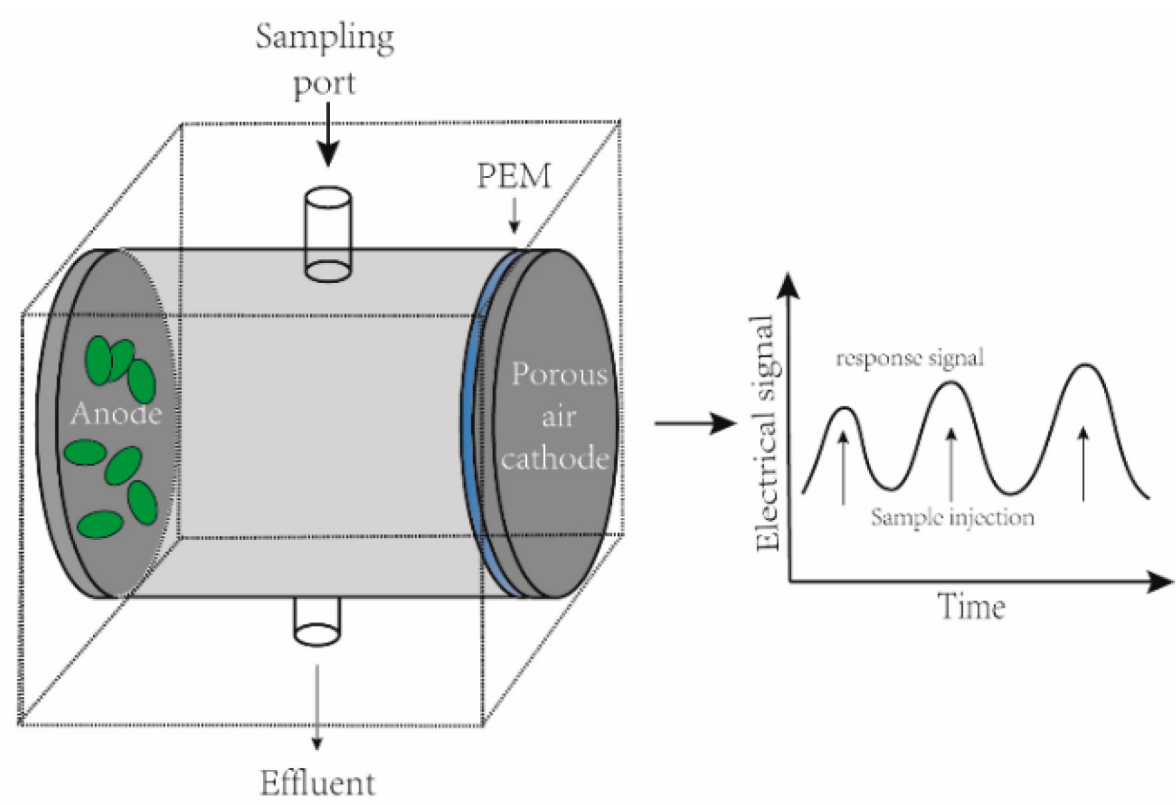 Sampling
port
PEM
Anode
Porous
air
cathode
Effluent
Electrical signal
response signal
Sample injection
Time